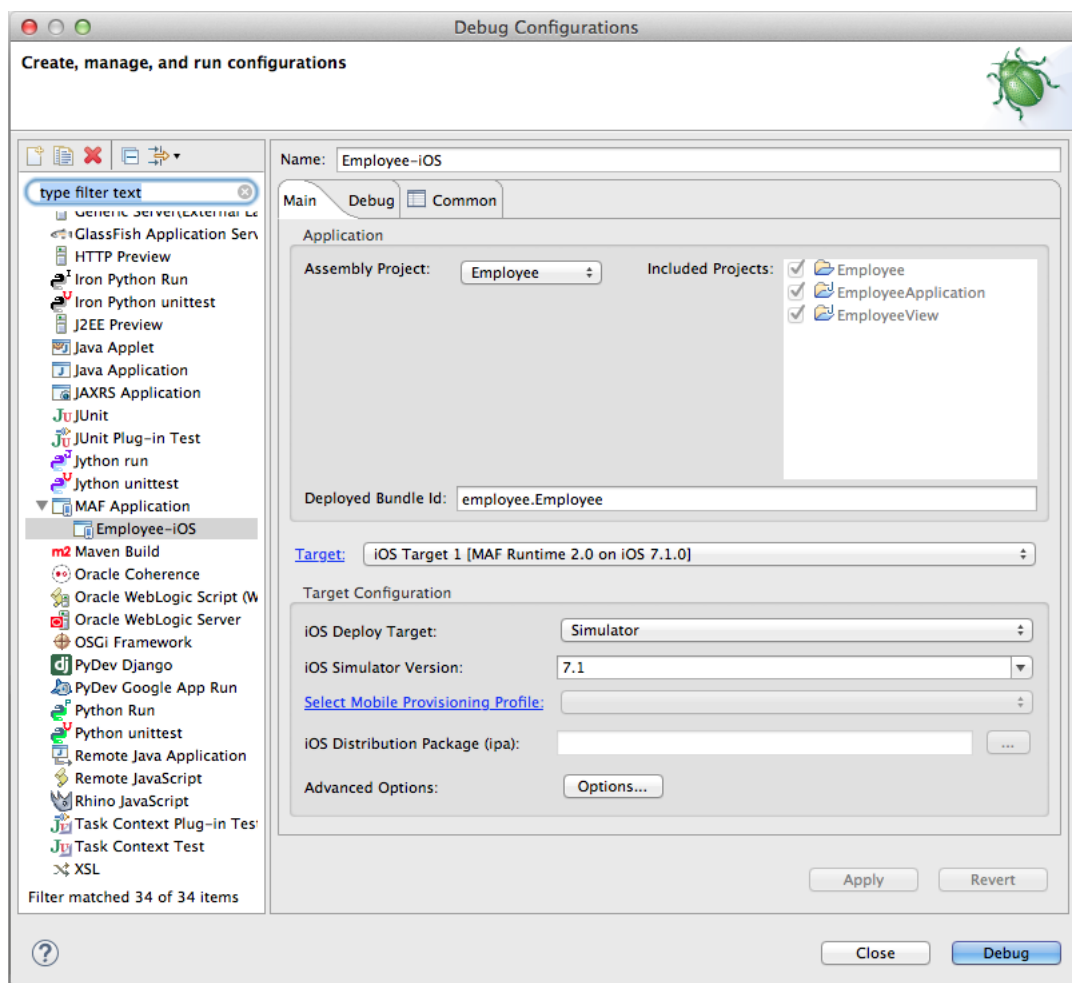 Debug Configurations
Create, manage, and run configurations
type filter text
Generic Server(External La
GlassFish Application Serv
HTTP Preview
Iron Python Run
Iron Python unittest
J2EE Preview
Java Applet
Java Application
JAXRS Application
JUnit
JUnit Plug-in Test
Jython run
Jython unittest
MAF Application
Employee-iOS
Maven Build
Oracle Coherence
Oracle WebLogic Script (W
Oracle WebLogic Server
OSGi Framework
PyDev Django
PyDev Google App Run
Python Run
Python unittest
Remote Java Application
Remote JavaScript
Rhino JavaScript
Task Context Plug-in Tes
Task Context Test
XSL
Filter matched 34 of 34 items
Name: Employee-iOS
Main Debug Common
Application
Assembly Project: Employee
Included Projects: Employee
EmployeeApplication
EmployeeView
Deployed Bundle Id: employee.Employee
Target: iOS Target 1 [MAF Runtime 2.0 on iOS 7.1.0]
Target Configuration
iOS Deploy Target: Simulator
iOS Simulator Version: 7.1
Select Mobile Provisioning Profile:
iOS Distribution Package (ipa): ...
Advanced Options: Options...
Apply Revert
Close Debug